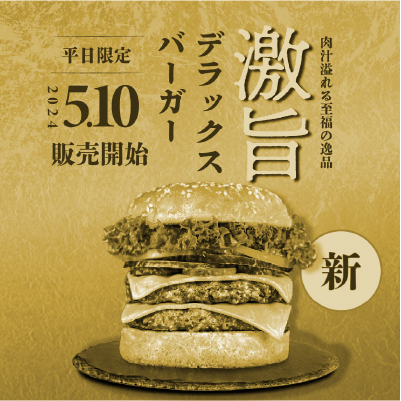 肉汁溢れる至福の逸品
激旨
デラックス
バーガー
平日限定
2024
5.10
販売開始
新